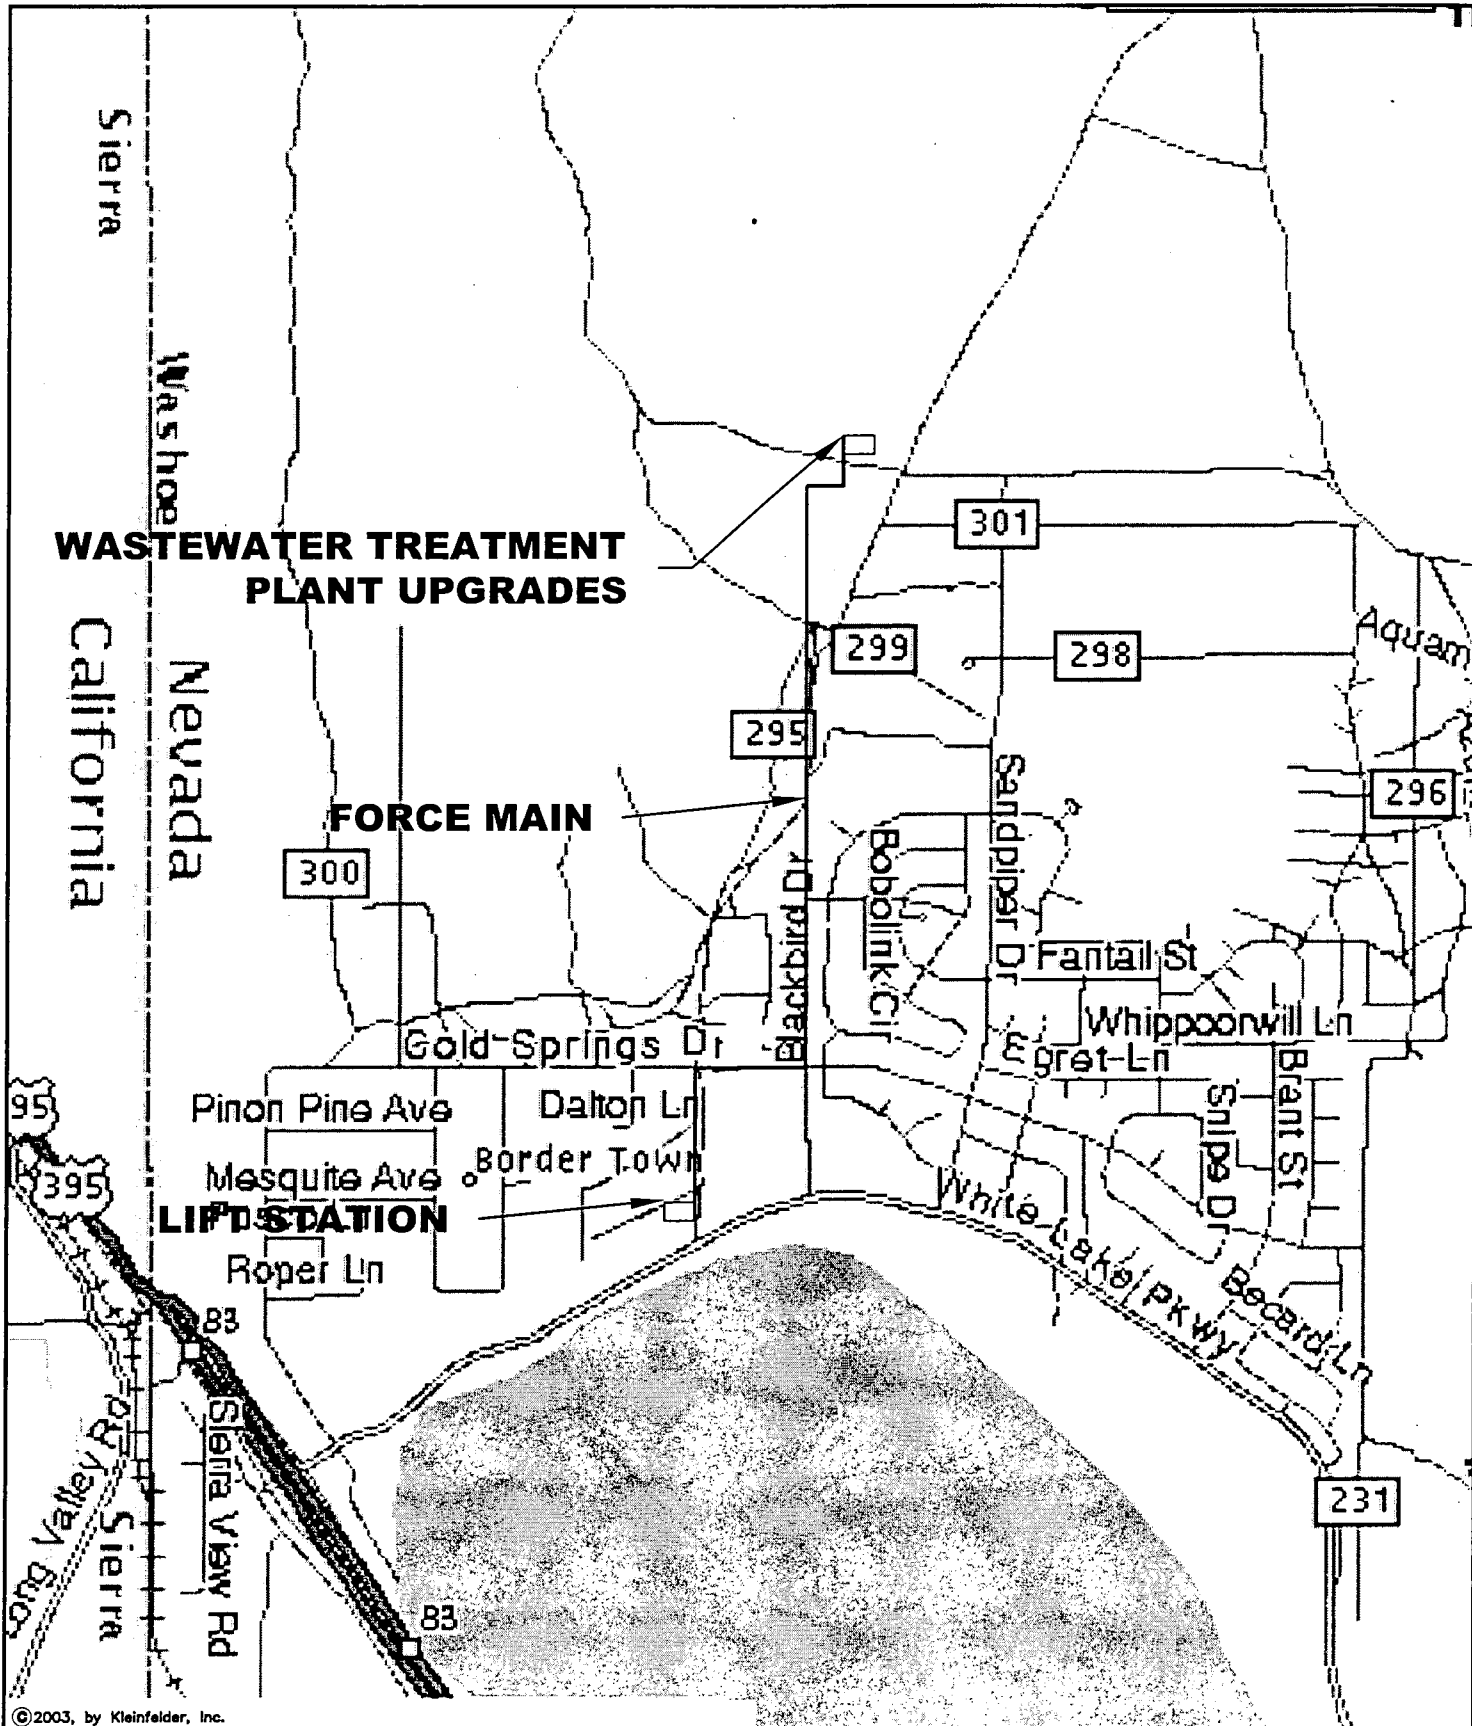 Sierra
Washoe
WASTEWATER TREATMENT
PLANT UPGRADES
301
California
Nevada
299
298
Aquam
295
FORCE MAIN
296
300
Sandpiper Dr
Bobolink Cir
Blackbird Dr
Fantail St
Whippoorwill Ln
Gold Springs Dr
Egret Ln
Brant St
95
Pinon Pine Ave
Dalton Ln
Snipe Dr
Border Town
395
Mesquite Ave
White Lake Pkwy
LIFT STATION
Roper Ln
Becard Ln
83
Sierra View Rd
ong Valley Rd
Sierra
231
83
©2003, by Kleinfelder, Inc.